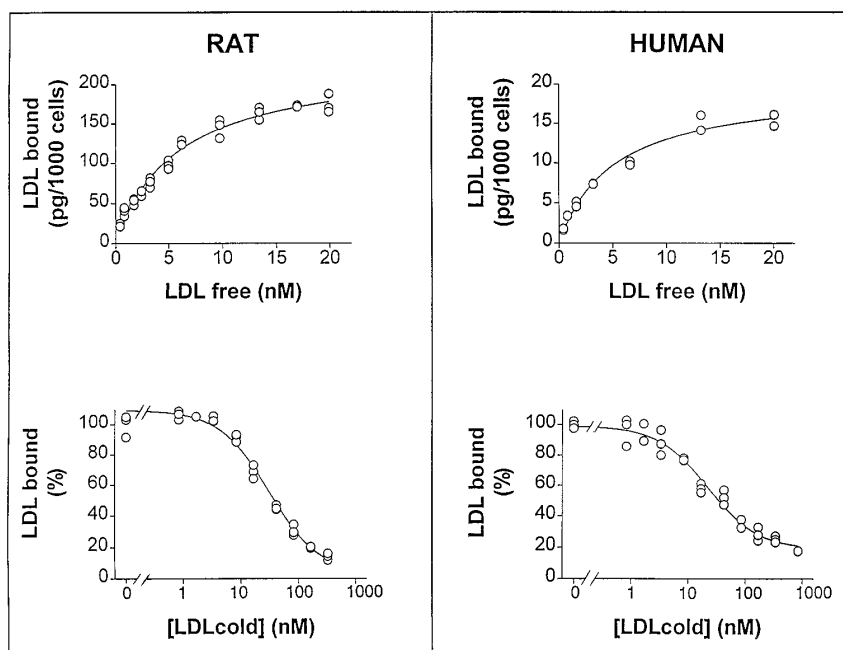 RAT
HUMAN
LDL bound
(pg/1000 cells)
200
150
100
50
0
0 5 10 15 20
LDL free (nM)
LDL bound
(pg/1000 cells)
20
15
10
5
0
0 5 10 15 20
LDL free (nM)
LDL bound
(%)
100
80
60
40
20
0
0 1 10 100 1000
[LDLcold] (nM)
LDL bound
(%)
100
80
60
40
20
0
0 1 10 100 1000
[LDLcold] (nM)